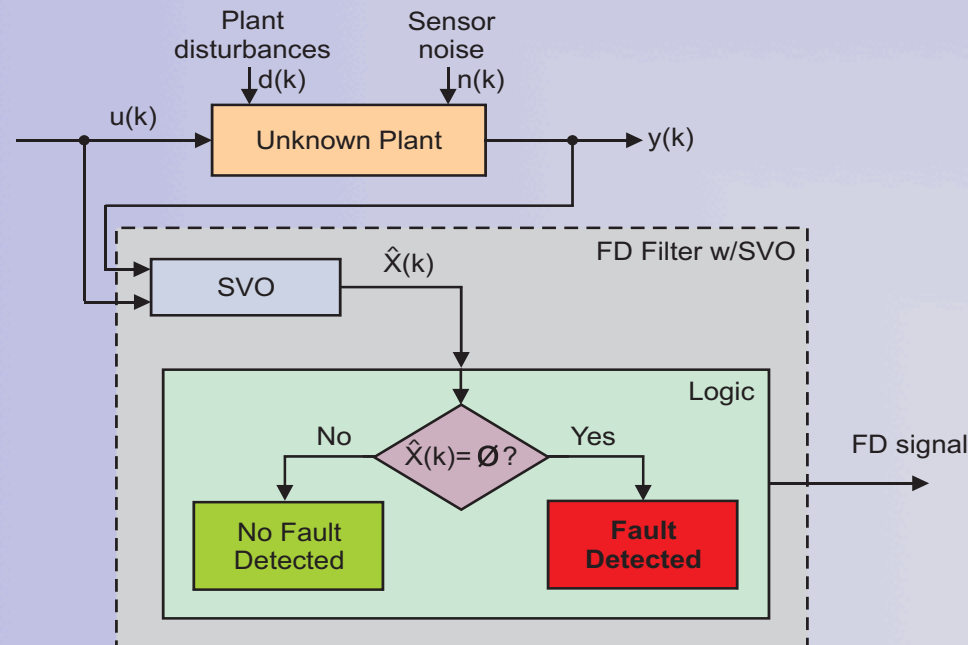 Plant
disturbances
Sensor
noise
d(k)
n(k)
u(k)
Unknown Plant
y(k)
FD Filter w/SVO
X̂(k)
SVO
Logic
No
Yes
X̂(k)= Ø ?
FD signal
No Fault
Detected
Fault
Detected